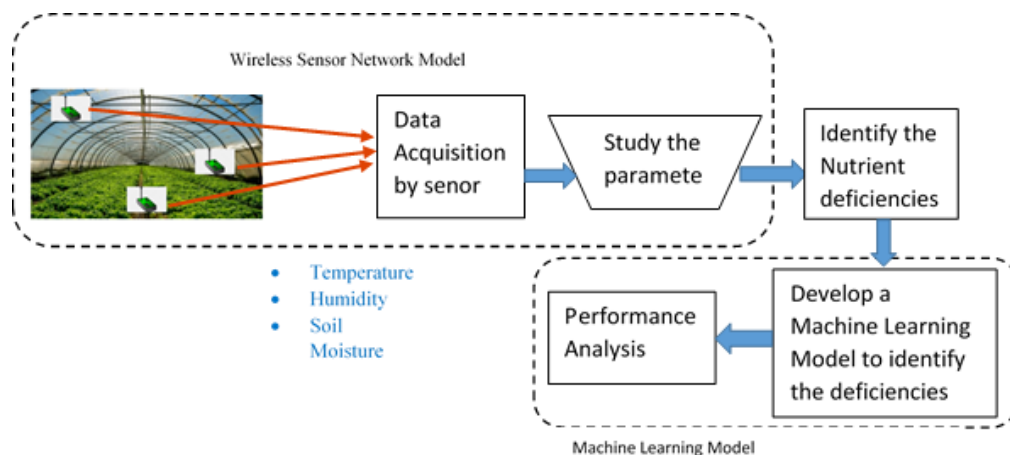 Wireless Sensor Network Model
Data
Acquisition
by senor
Study the
paramete
Identify the
Nutrient
deficiencies
• Temperature
• Humidity
• Soil
Moisture
Performance
Analysis
Develop a
Machine Learning
Model to identify
the deficiencies
Machine Learning Model